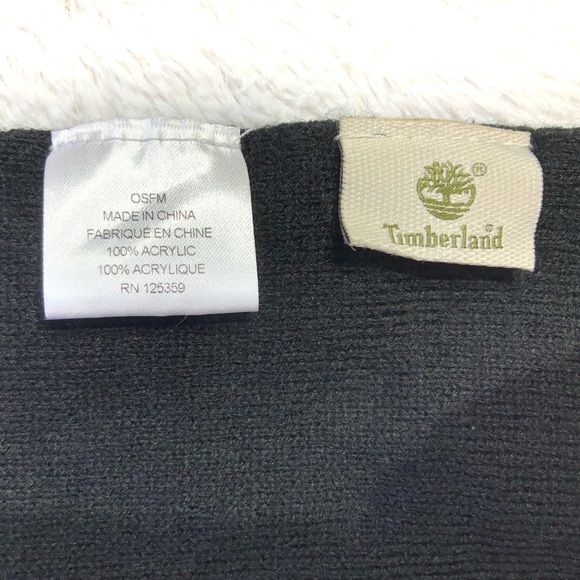 OSFM
MADE IN CHINA
FABRIQUÉ EN CHINE
100% ACRYLIC
100% ACRYLIQUE
RN 125359
®
Timberland